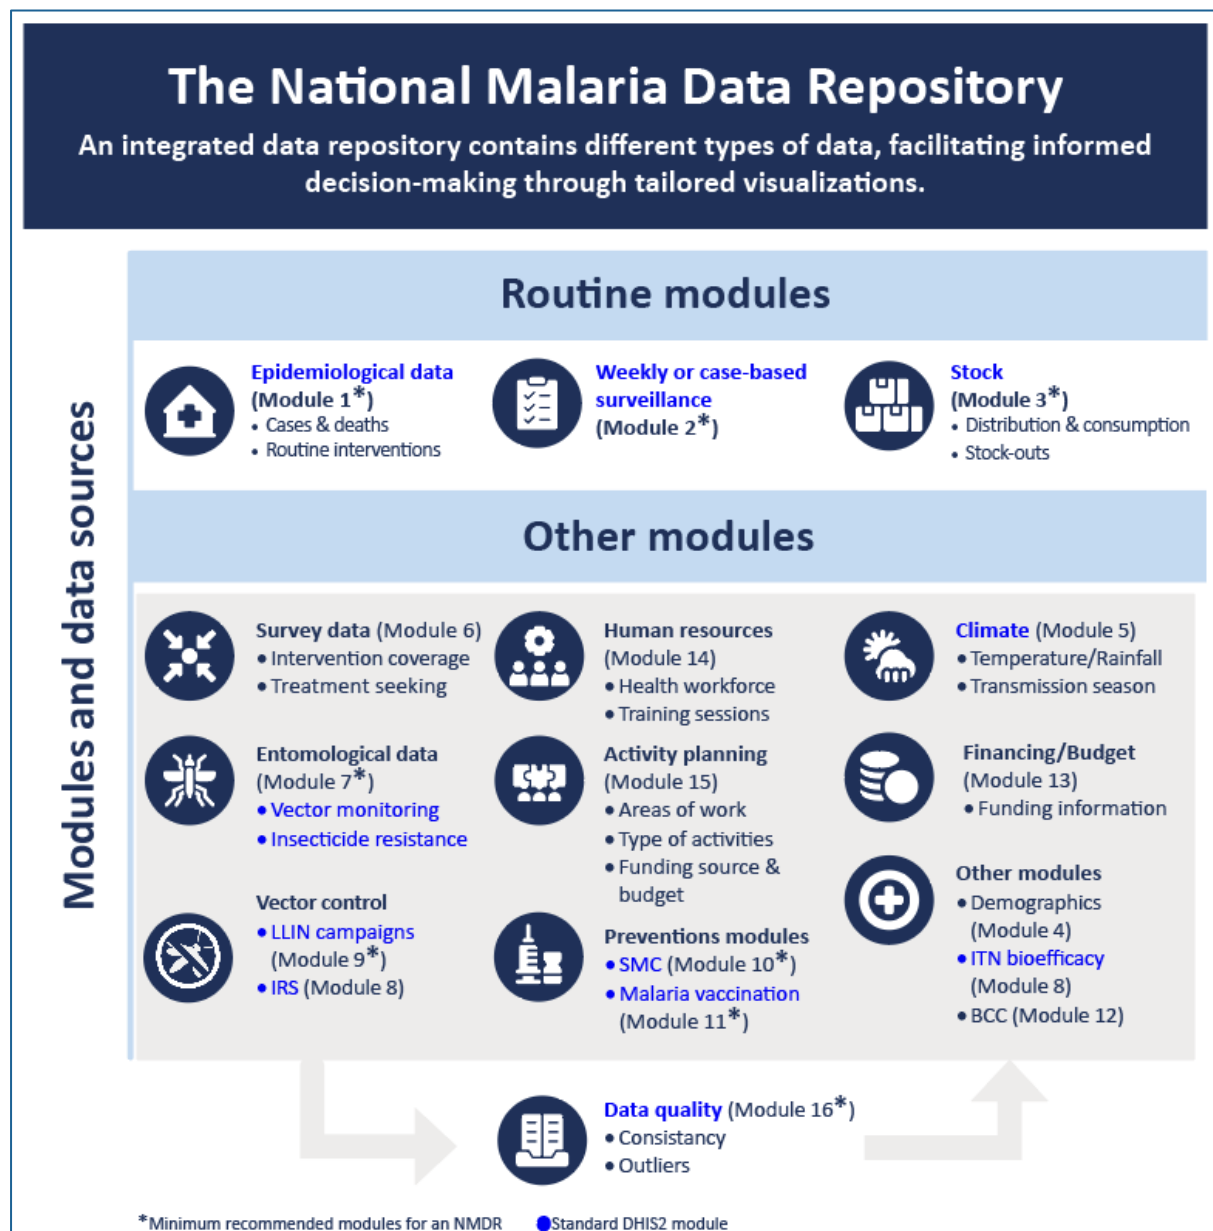 The National Malaria Data Repository
An integrated data repository contains different types of data, facilitating informed
decision-making through tailored visualizations.
Modules and data sources
Routine modules
Epidemiological data
(Module 1*)
• Cases & deaths
• Routine interventions
Weekly or case-based
surveillance
(Module 2*)
Stock
(Module 3*)
• Distribution & consumption
• Stock-outs
Other modules
Survey data (Module 6)
• Intervention coverage
• Treatment seeking
Entomological data
(Module 7*)
• Vector monitoring
• Insecticide resistance
Vector control
• LLIN campaigns
(Module 9*)
• IRS (Module 8)
Human resources
(Module 14)
• Health workforce
• Training sessions
Activity planning
(Module 15)
• Areas of work
• Type of activities
• Funding source &
budget
Preventions modules
• SMC (Module 10*)
• Malaria vaccination
(Module 11*)
Climate (Module 5)
• Temperature/Rainfall
• Transmission season
Financing/Budget
(Module 13)
• Funding information
Other modules
• Demographics
(Module 4)
• ITN bioefficacy
(Module 8)
• BCC (Module 12)
Data quality (Module 16*)
• Consistancy
• Outliers
*Minimum recommended modules for an NMDR
●Standard DHIS2 module